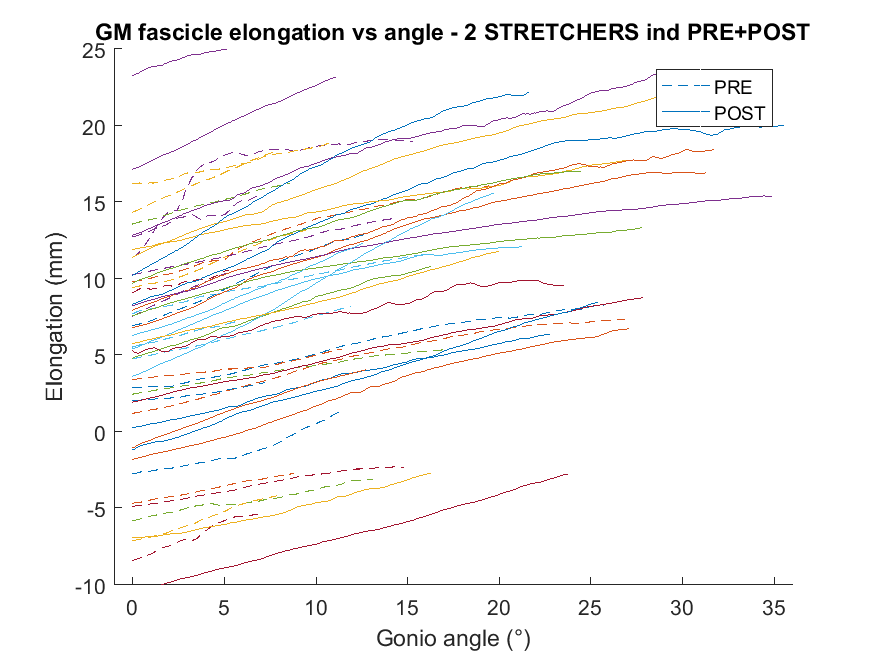 GM fascicle elongation vs angle - 2 STRETCHERS ind PRE+POST
25
20
15
10
5
0
-5
-10
Elongation (mm)
PRE
POST
0 5 10 15 20 25 30 35
Gonio angle (°)